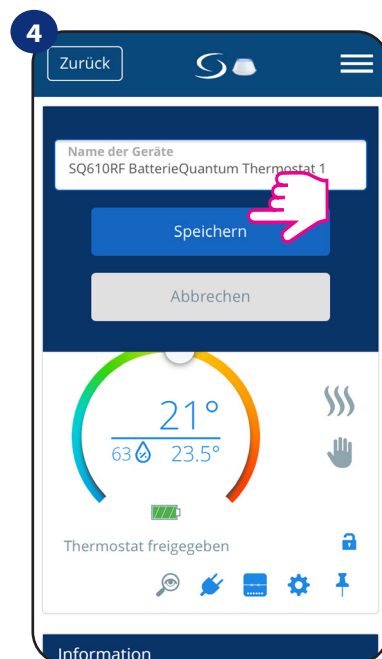 4
Zurück
Name der Geräte
SQ610RF BatterieQuantum Thermostat 1
Speichern
Abbrechen
21°
63 23.5°
Thermostat freigegeben
Information